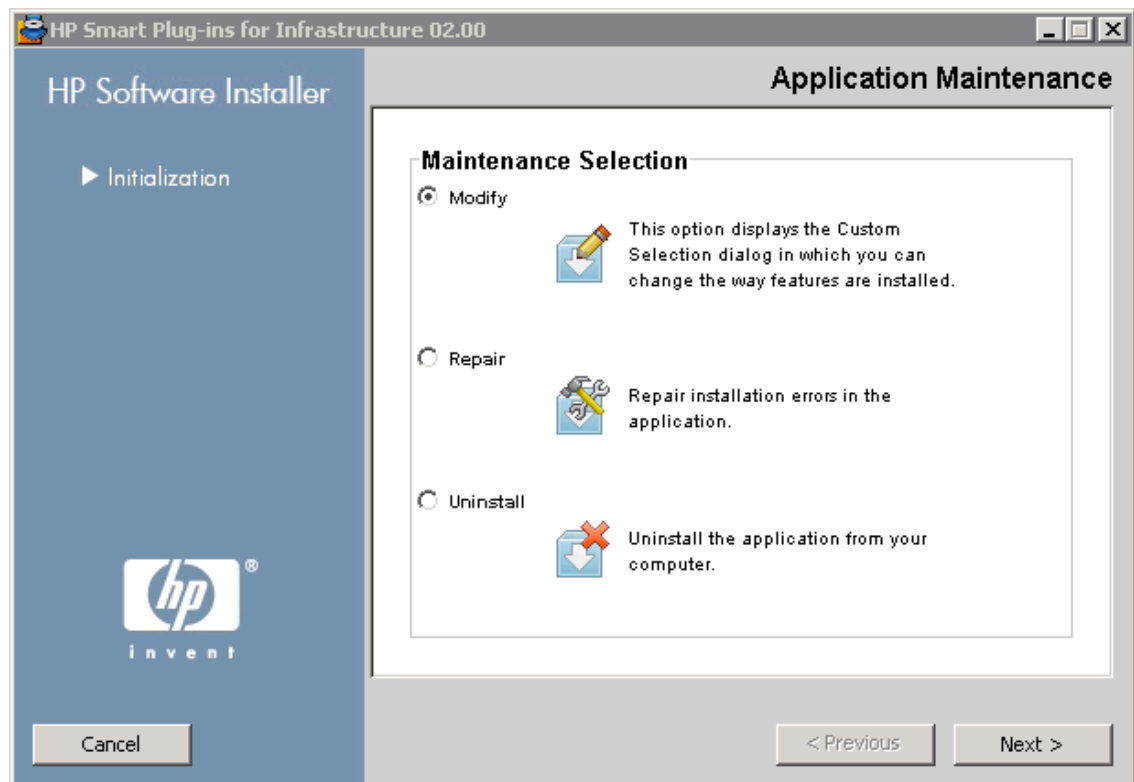 HP Smart Plug-ins for Infrastructure 02.00
HP Software Installer
Application Maintenance
Initialization
Maintenance Selection
Modify
This option displays the Custom
Selection dialog in which you can
change the way features are installed.
Repair
Repair installation errors in the
application.
Uninstall
Uninstall the application from your
computer.
hp ®
invent
Cancel
< Previous
Next >